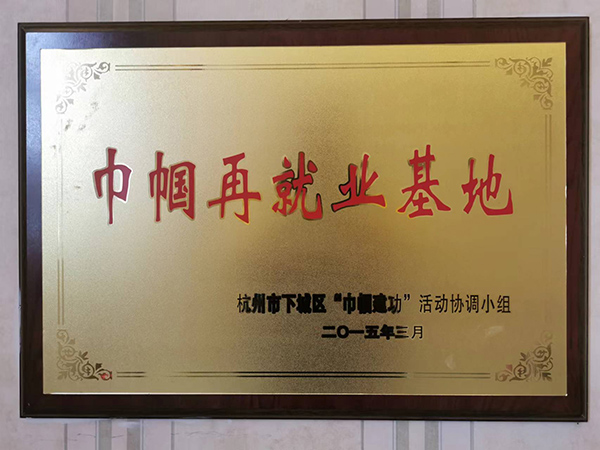 巾帼再就业基地
杭州市下城区“巾帼建功”活动协调小组
二〇一五年三月